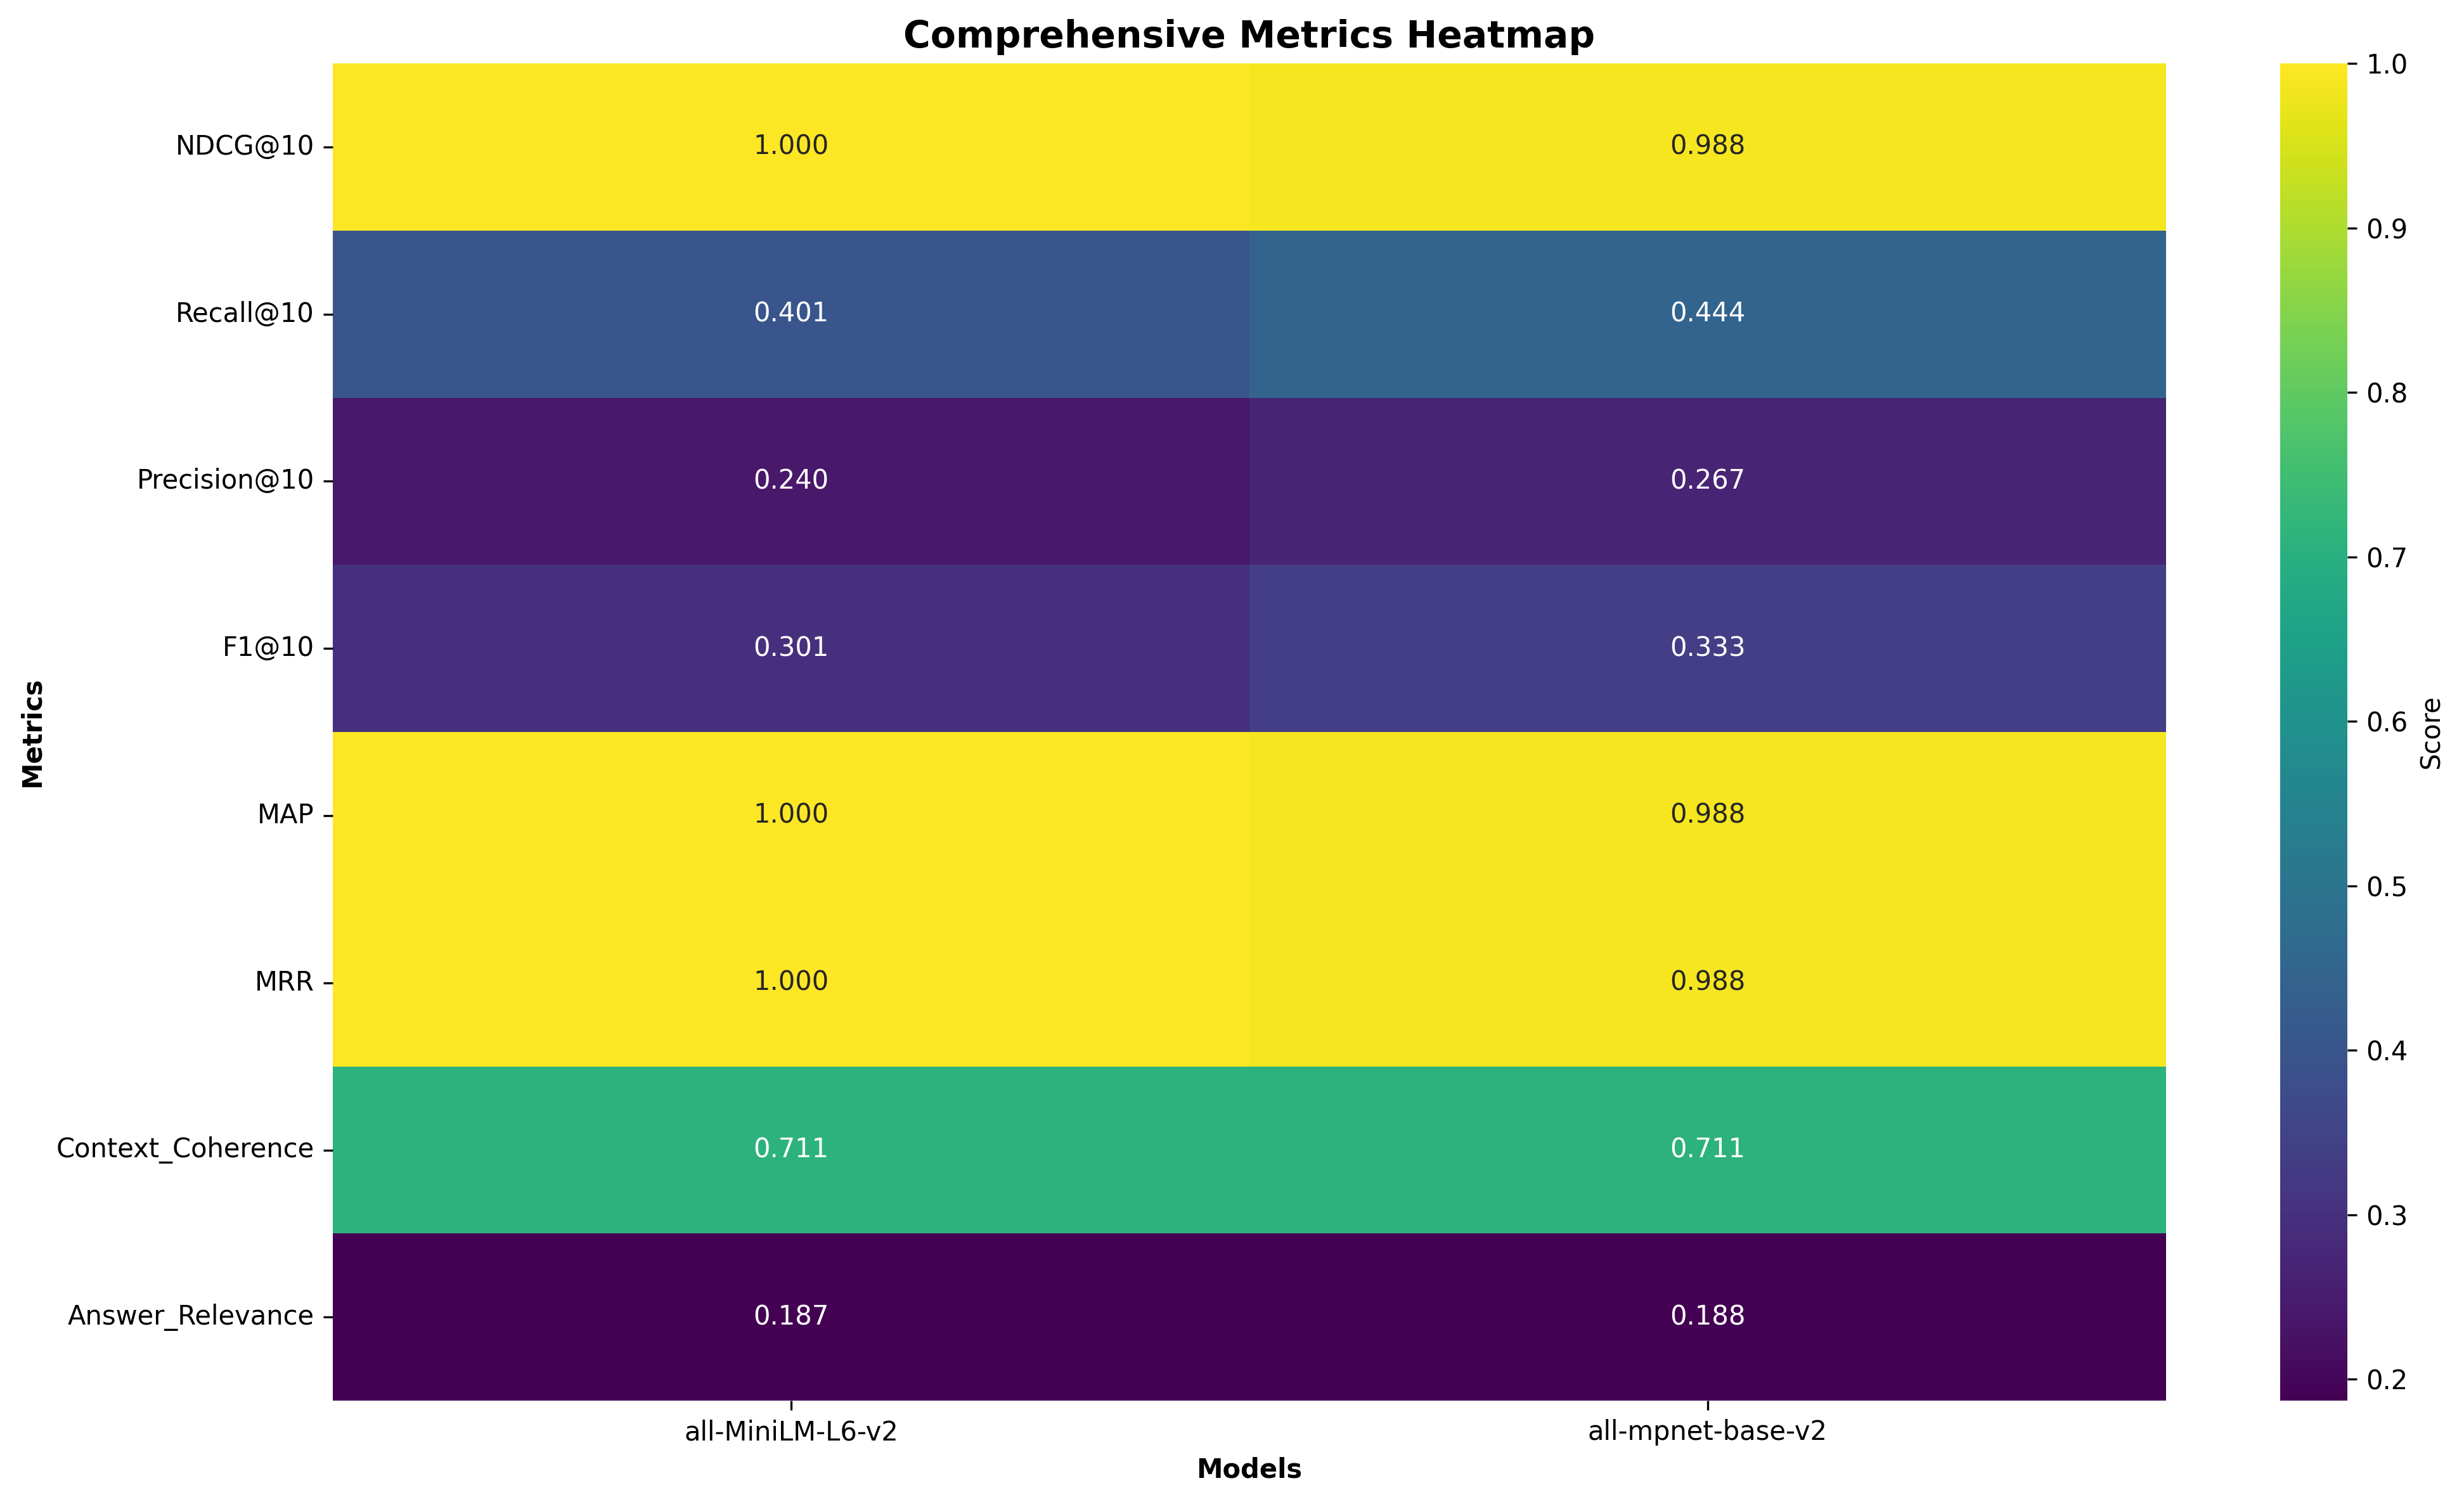 Comprehensive Metrics Heatmap
NDCG@10 1.000 0.988
Recall@10 0.401 0.444
Precision@10 0.240 0.267
F1@10 0.301 0.333
MAP 1.000 0.988
MRR 1.000 0.988
Context_Coherence 0.711 0.711
Answer_Relevance 0.187 0.188
Metrics
all-MiniLM-L6-v2 all-mpnet-base-v2
Models
1.0
0.9
0.8
0.7
0.6
0.5
0.4
0.3
0.2
Score